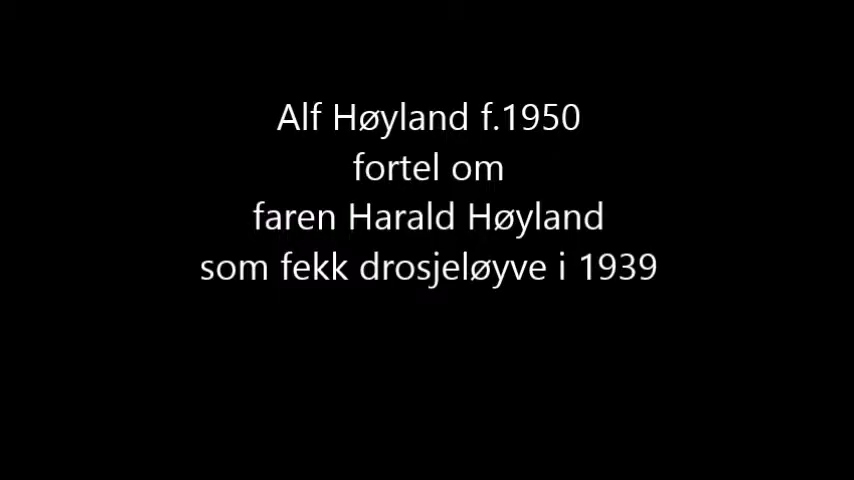 Alf Høyland f.1950
fortel om
faren Harald Høyland
som fekk drosjeløyve i 1939